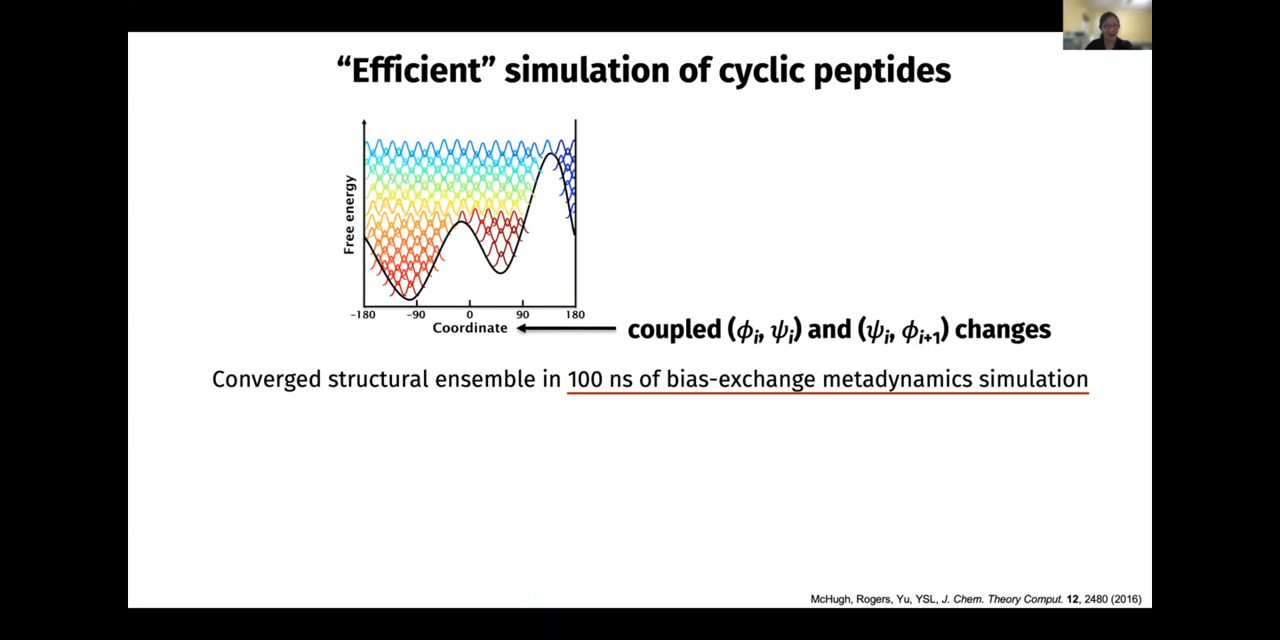 “Efficient” simulation of cyclic peptides
Free energy
-180 -90 0 90 180
Coordinate
coupled (ϕi, ψi) and (ψi, ϕi+1) changes
Converged structural ensemble in 100 ns of bias-exchange metadynamics simulation
McHugh, Rogers, Yu, YSL, J. Chem. Theory Comput. 12, 2480 (2016)